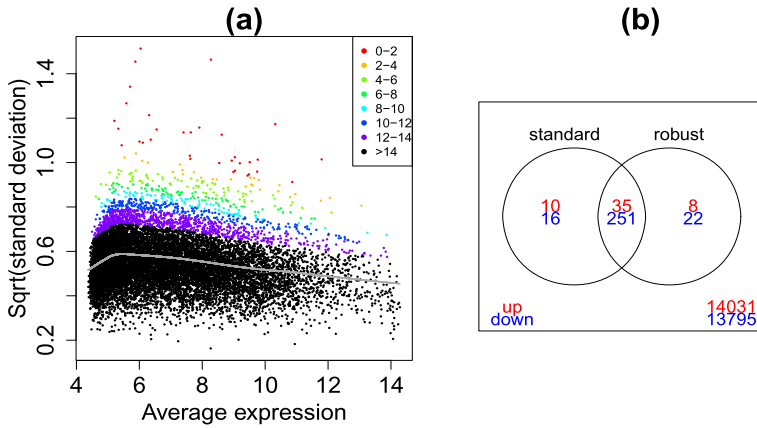 (a)
Sqrt(standard deviation)
1.4
1.0
0.6
0.2
0−2
2−4
4−6
6−8
8−10
10−12
12−14
>14
4 6 8 10 12 14
Average expression
(b)
standard robust
10 35 8
16 251 22
up 14031
down 13795